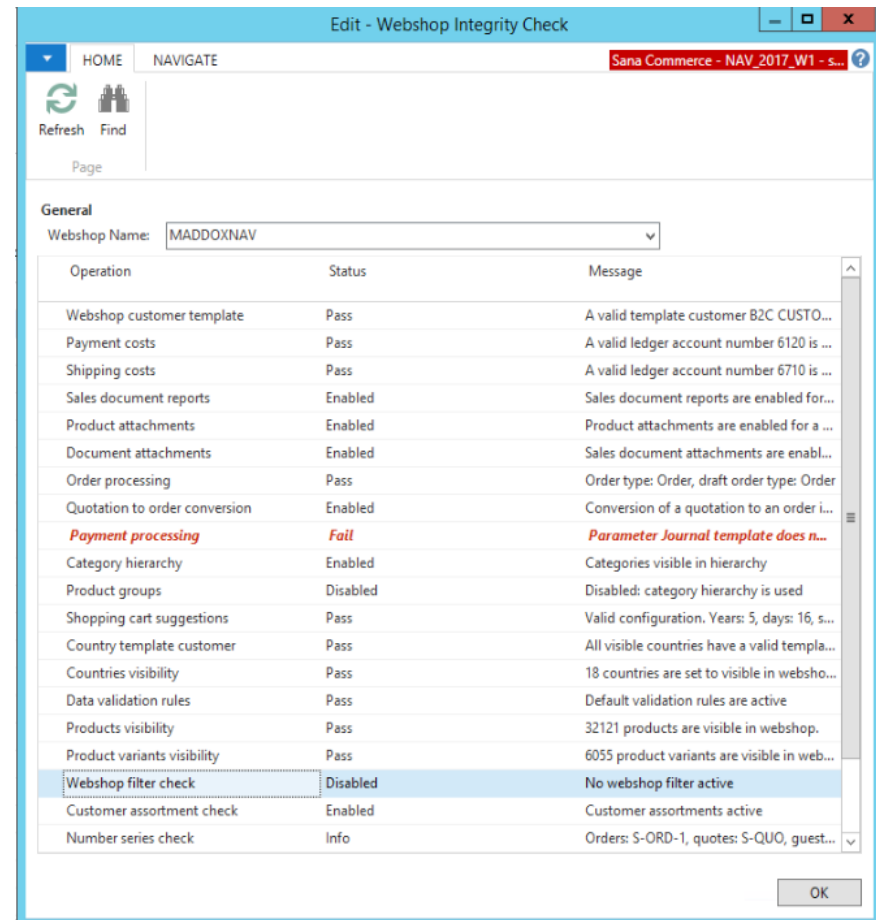 Edit - Webshop Integrity Check
HOME NAVIGATE Sana Commerce - NAV_2017_W1 - s...
Refresh Find
Page
General
Webshop Name: MADDOXNAV
Operation Status Message
Webshop customer template Pass A valid template customer B2C CUSTO...
Payment costs Pass A valid ledger account number 6120 is ...
Shipping costs Pass A valid ledger account number 6710 is ...
Sales document reports Enabled Sales document reports are enabled for...
Product attachments Enabled Product attachments are enabled for a ...
Document attachments Enabled Sales document attachments are enabl...
Order processing Pass Order type: Order, draft order type: Order
Quotation to order conversion Enabled Conversion of a quotation to an order i...
Payment processing Fail Parameter Journal template does n...
Category hierarchy Enabled Categories visible in hierarchy
Product groups Disabled Disabled: category hierarchy is used
Shopping cart suggestions Pass Valid configuration. Years: 5, days: 16, s...
Country template customer Pass All visible countries have a valid templa...
Countries visibility Pass 18 countries are set to visible in websho...
Data validation rules Pass Default validation rules are active
Products visibility Pass 32121 products are visible in webshop.
Product variants visibility Pass 6055 product variants are visible in web...
Webshop filter check Disabled No webshop filter active
Customer assortment check Enabled Customer assortments active
Number series check Info Orders: S-ORD-1, quotes: S-QUO, guest...
OK